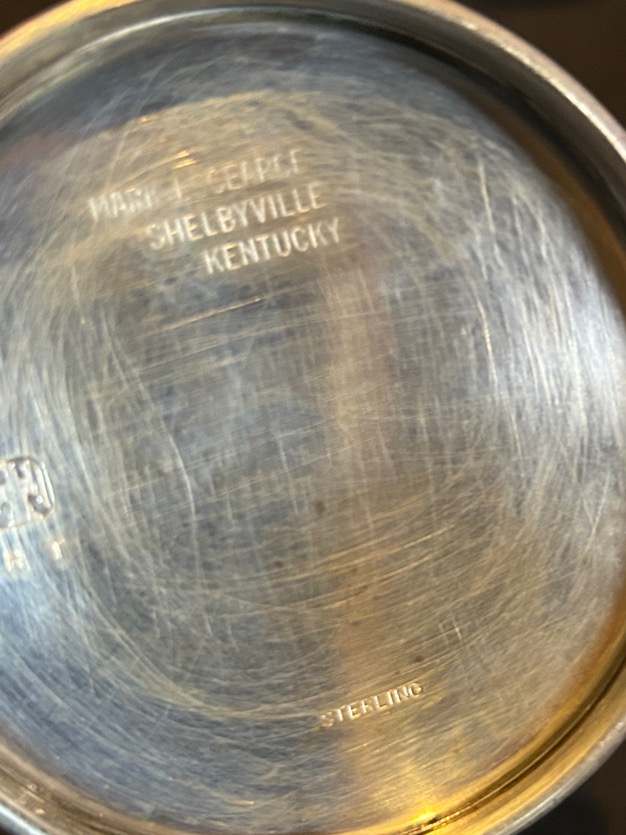 MARK J. SCEARCE
SHELBYVILLE
KENTUCKY
STERLING